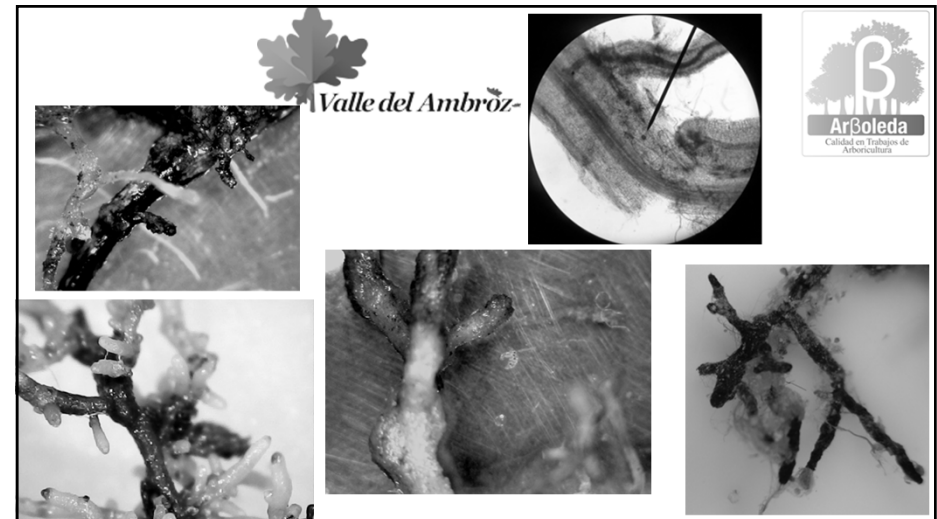 Valle del Ambroz
β
Arβoleda
Calidad en Trabajos de
Arboricultura